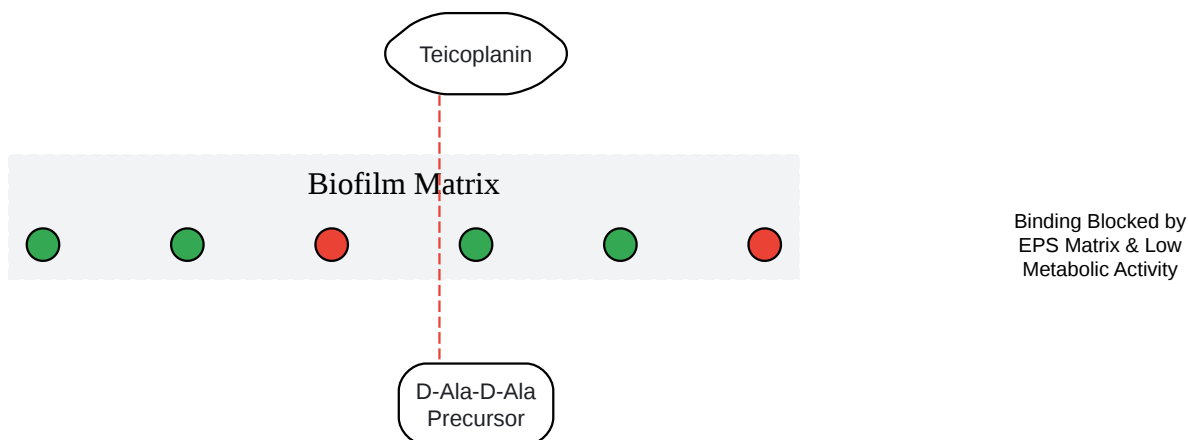 Teicoplanin
Biofilm Matrix
Binding Blocked by
EPS Matrix & Low
Metabolic Activity
D-Ala-D-Ala
Precursor